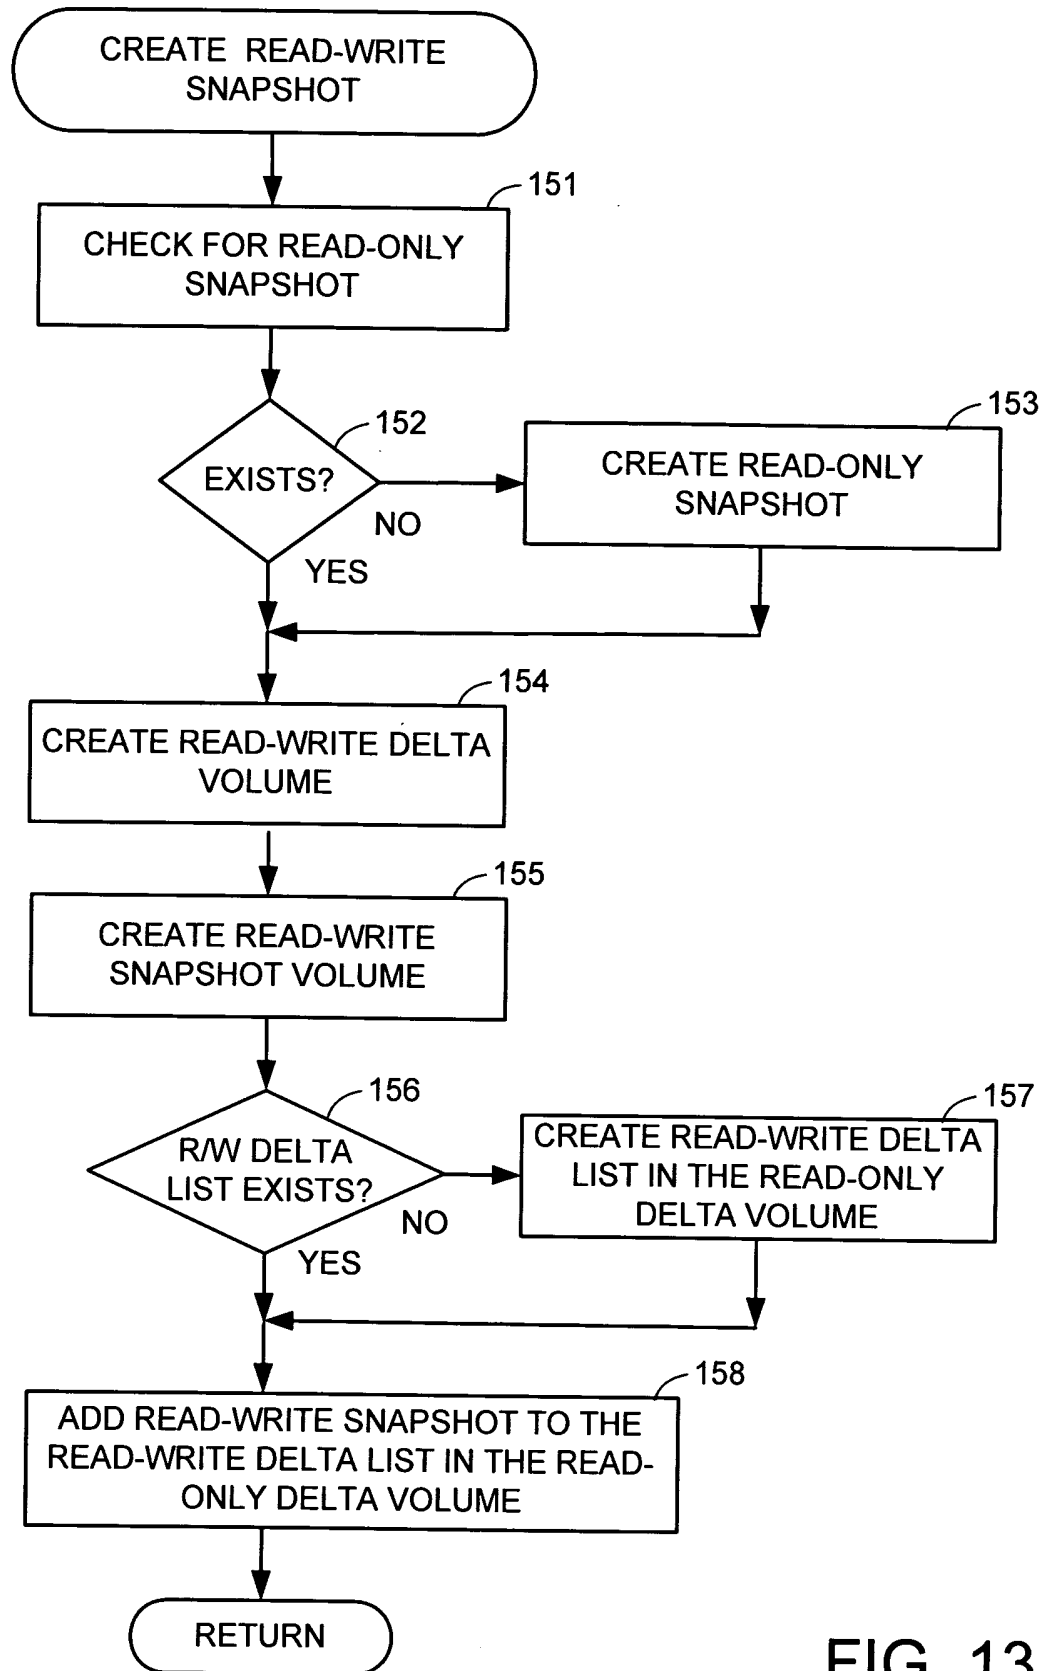 CREATE READ-WRITE
SNAPSHOT
151
CHECK FOR READ-ONLY
SNAPSHOT
152
EXISTS?
NO
YES
153
CREATE READ-ONLY
SNAPSHOT
154
CREATE READ-WRITE DELTA
VOLUME
155
CREATE READ-WRITE
SNAPSHOT VOLUME
156
R/W DELTA
LIST EXISTS?
NO
YES
157
CREATE READ-WRITE DELTA
LIST IN THE READ-ONLY
DELTA VOLUME
158
ADD READ-WRITE SNAPSHOT TO THE
READ-WRITE DELTA LIST IN THE READ-
ONLY DELTA VOLUME
RETURN
FIG. 13